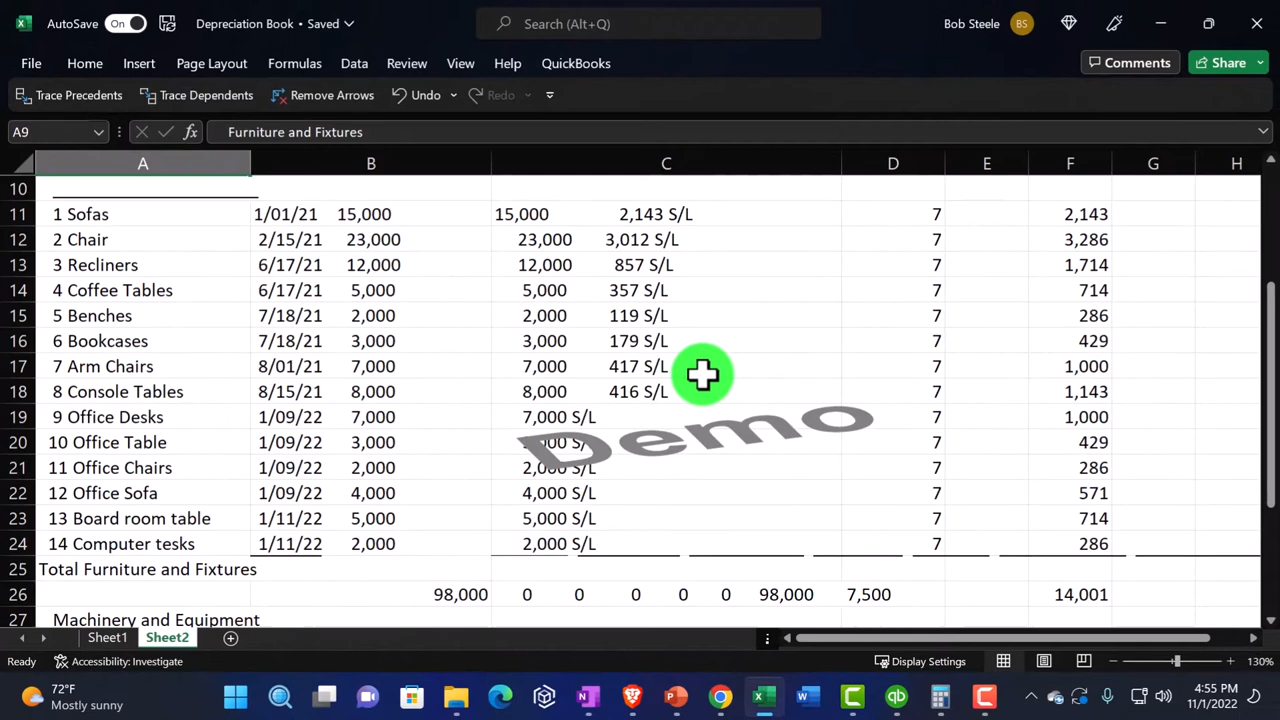 AutoSave On Depreciation Book • Saved Search (Alt+Q) Bob Steele BS
File Home Insert Page Layout Formulas Data Review View Help QuickBooks Comments Share
Trace Precedents Trace Dependents Remove Arrows Undo Redo
A9 fx Furniture and Fixtures
A B C D E F G H
10
11 1 Sofas 1/01/21 15,000 15,000 2,143 S/L 7 2,143
12 2 Chair 2/15/21 23,000 23,000 3,012 S/L 7 3,286
13 3 Recliners 6/17/21 12,000 12,000 857 S/L 7 1,714
14 4 Coffee Tables 6/17/21 5,000 5,000 357 S/L 7 714
15 5 Benches 7/18/21 2,000 2,000 119 S/L 7 286
16 6 Bookcases 7/18/21 3,000 3,000 179 S/L 7 429
17 7 Arm Chairs 8/01/21 7,000 7,000 417 S/L 7 1,000
18 8 Console Tables 8/15/21 8,000 8,000 416 S/L 7 1,143
19 9 Office Desks 1/09/22 7,000 7,000 S/L 7 1,000
Demo
20 10 Office Table 1/09/22 3,000 S/L 7 429
21 11 Office Chairs 1/09/22 2,000 2,000 S/L 7 286
22 12 Office Sofa 1/09/22 4,000 4,000 S/L 7 571
23 13 Board room table 1/11/22 5,000 5,000 S/L 7 714
24 14 Computer tesks 1/11/22 2,000 2,000 S/L 7 286
25 Total Furniture and Fixtures
26 98,000 0 0 0 0 0 98,000 7,500 14,001
27 Machinery and Equipment
Sheet1 Sheet2
Ready Accessibility: Investigate Display Settings 130%
72°F
Mostly sunny
4:55 PM
11/1/2022